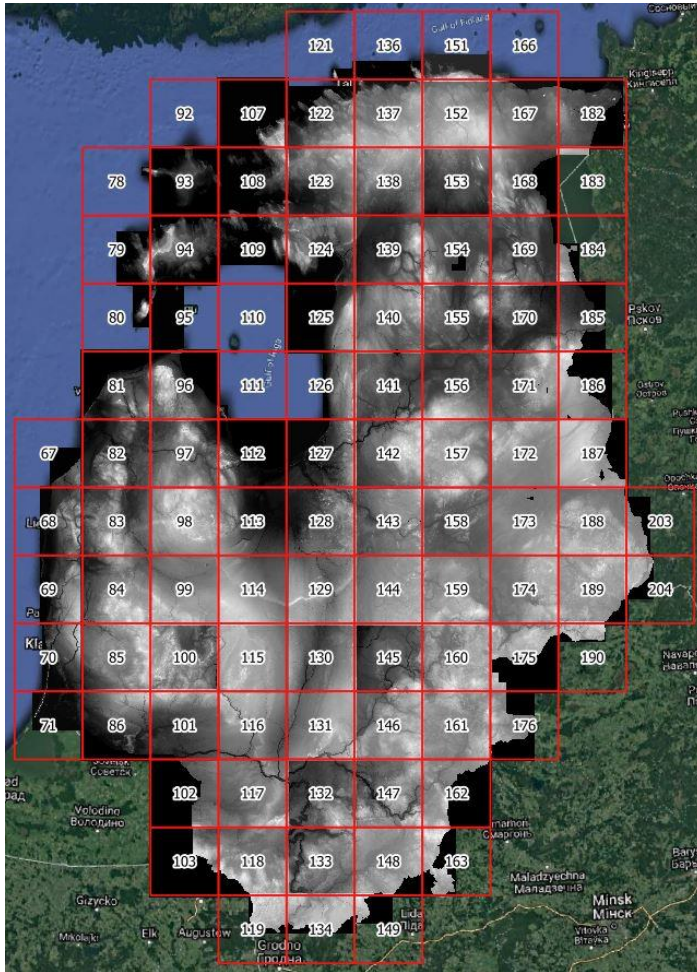 Сосновый
Gulf of Finland
121 136 151 166
Kingisepp
Кингисепп
92 107 122 137 152 167 182
78 93 108 123 138 153 168 183
79 94 109 124 139 154 169 184
80 95 110 125 140 155 170 185
Pskov
Псков
81 96 111 126 141 156 171 186
Ostrov
Остров
67 82 97 112 127 142 157 172 187
68 83 98 113 128 143 158 173 188 203
69 84 99 114 129 144 159 174 189 204
70 85 100 115 130 145 160 175 190
71 86 101 116 131 146 161 176
Советск
102 117 132 147 162
Volodino
Володино
Сморгонь
103 118 133 148 163
Maladzyechna
Маладзечна
Gizycko
Minsk
Мінск
Mikolajki
Elk
Augustow
119 134 149
Lida
Ліда
Grodno
Гродна